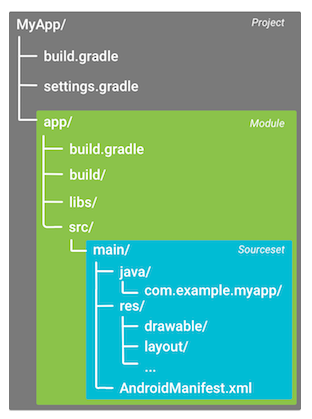 MyApp/ Project
build.gradle
settings.gradle
app/ Module
build.gradle
build/
libs/
src/
main/ Sourceset
java/
com.example.myapp/
res/
drawable/
layout/
...
AndroidManifest.xml